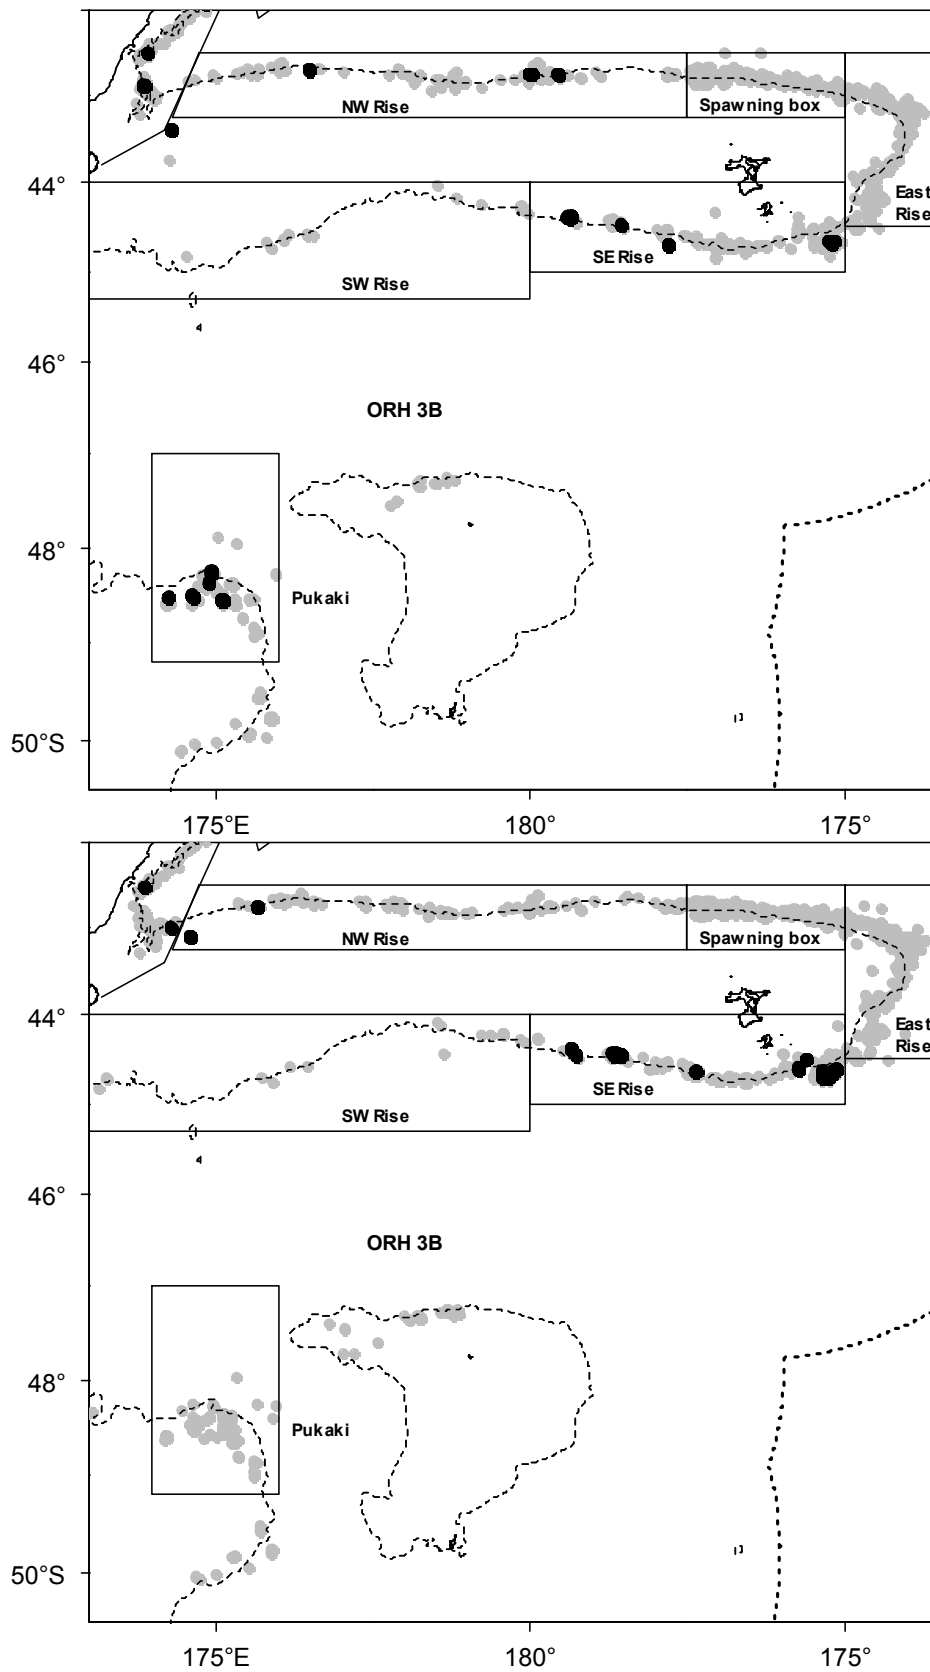 NW Rise
Spawning box
44°
East
Rise
SE Rise
SW Rise
46°
ORH 3B
48°
Pukaki
50°S
175°E
180°
175°
NW Rise
Spawning box
44°
East
Rise
SE Rise
SW Rise
46°
ORH 3B
48°
Pukaki
50°S
175°E
180°
175°